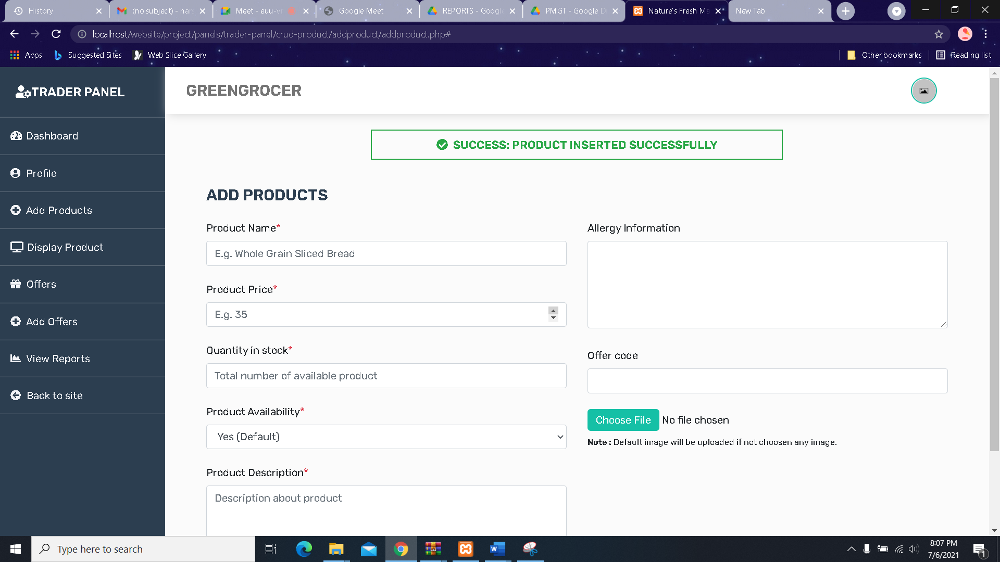 History
(no subject) - har
Meet - euu-v
Google Meet
REPORTS - Google
PMGT - Google D
Nature's Fresh Ma
New Tab
localhost/website/project/panels/trader-panel/crud-product/addproduct/addproduct.php#
Apps
Suggested Sites
Web Slice Gallery
Other bookmarks
Reading list
TRADER PANEL
GREENGROCER
Dashboard
Profile
Add Products
Display Product
Offers
Add Offers
View Reports
Back to site
SUCCESS: PRODUCT INSERTED SUCCESSFULLY
ADD PRODUCTS
Product Name*
E.g. Whole Grain Sliced Bread
Product Price*
E.g. 35
Quantity in stock*
Total number of available product
Product Availability*
Yes (Default)
Product Description*
Description about product
Allergy Information
Offer code
Choose File No file chosen
Note : Default image will be uploaded if not choosen any image.
Type here to search
8:07 PM
7/6/2021
1